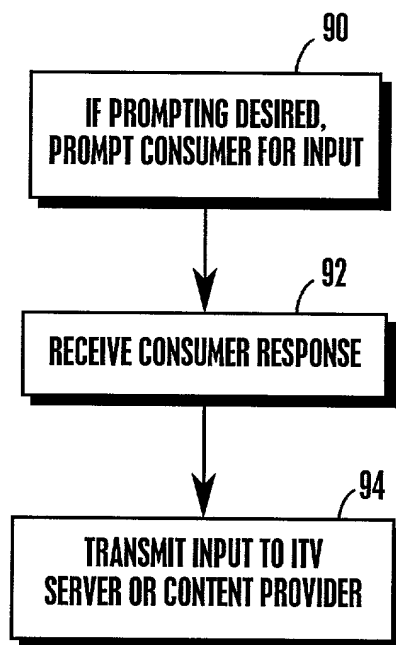 90
IF PROMPTING DESIRED,
PROMPT CONSUMER FOR INPUT
92
RECEIVE CONSUMER RESPONSE
94
TRANSMIT INPUT TO ITV
SERVER OR CONTENT PROVIDER